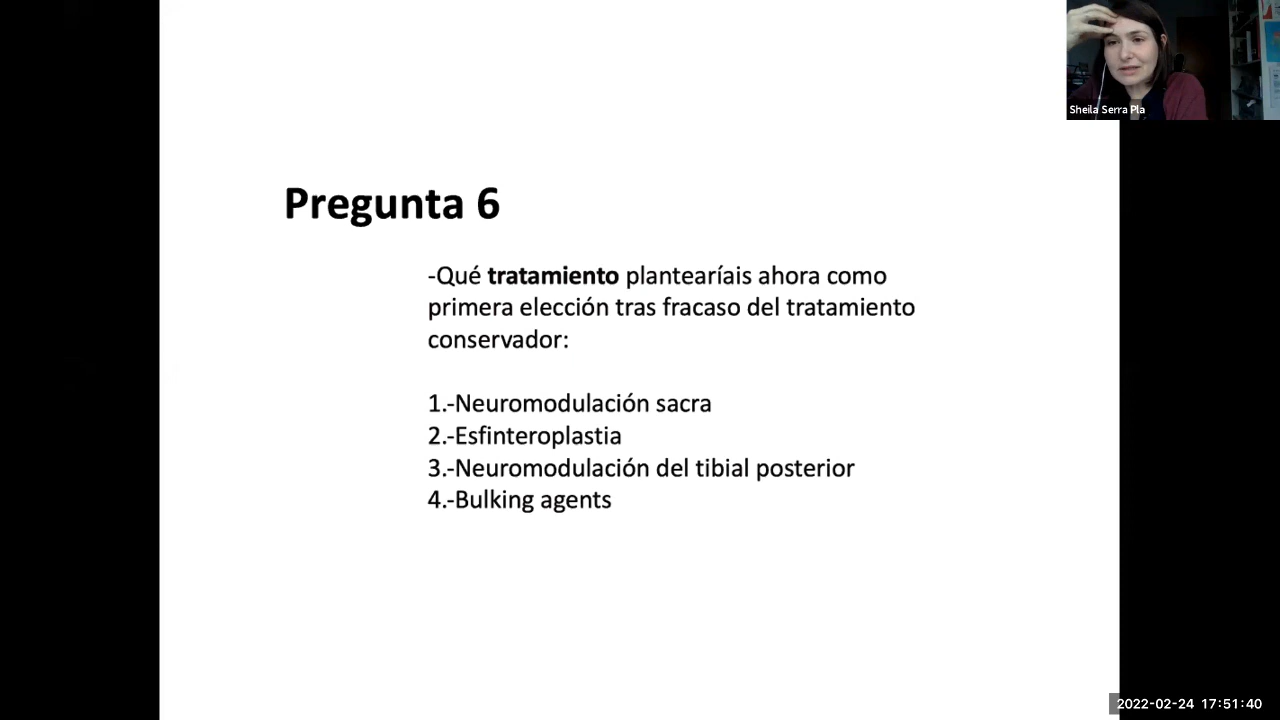 Sheila Serra Pla
Pregunta 6
-Qué tratamiento plantearíais ahora como
primera elección tras fracaso del tratamiento
conservador:
1.-Neuromodulación sacra
2.-Esfinteroplastia
3.-Neuromodulación del tibial posterior
4.-Bulking agents
2022-02-24 17:51:40